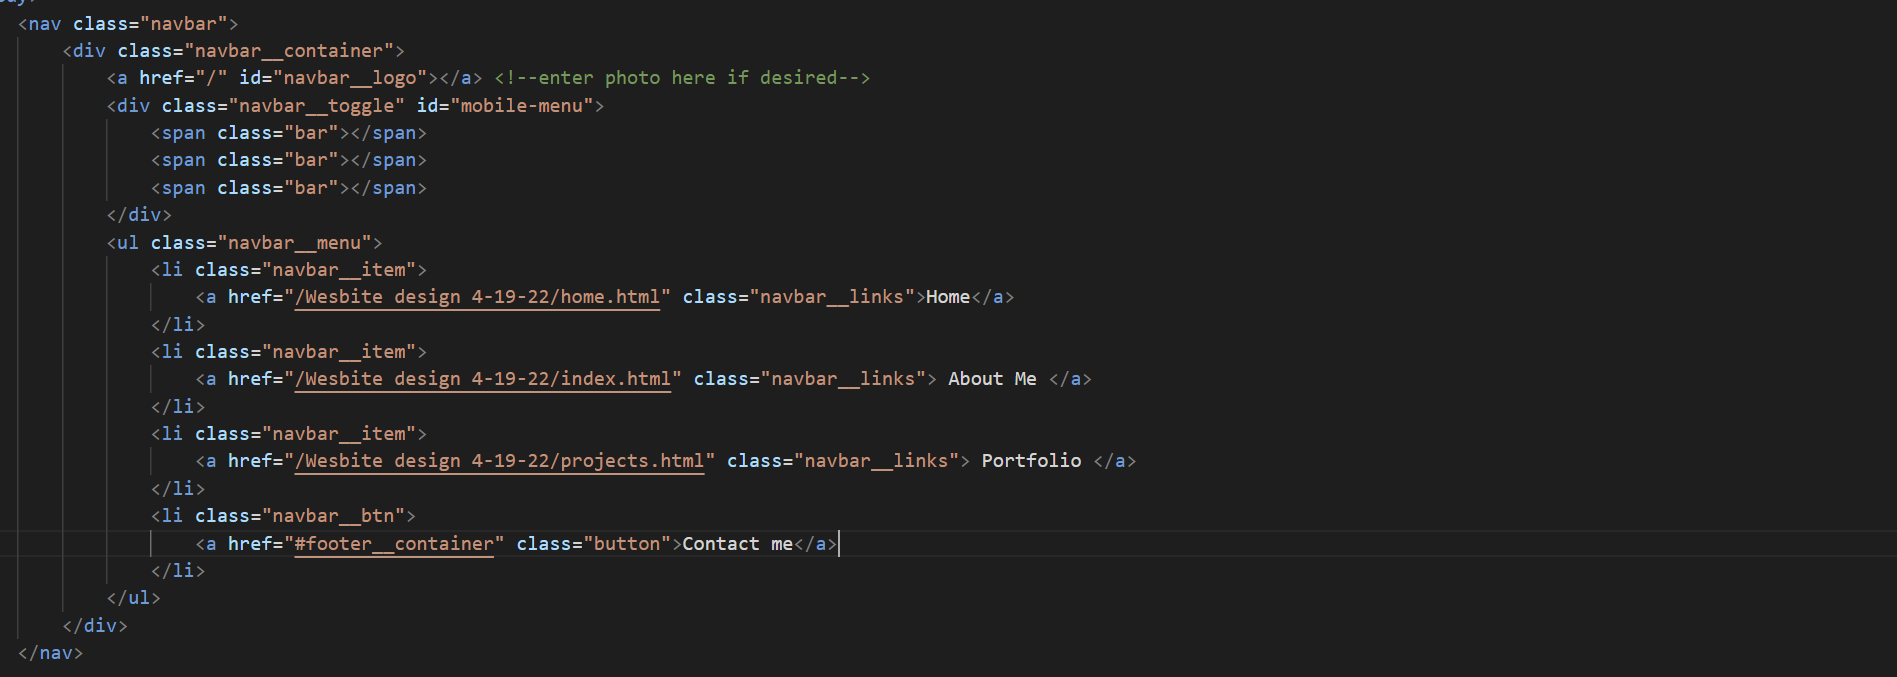 <nav class="navbar">
<div class="navbar__container">
<a href="/" id="navbar__logo"></a> <!--enter photo here if desired-->
<div class="navbar__toggle" id="mobile-menu">
<span class="bar"></span>
<span class="bar"></span>
<span class="bar"></span>
</div>
<ul class="navbar__menu">
<li class="navbar__item">
<a href="/Wesbite design 4-19-22/home.html" class="navbar__links">Home</a>
</li>
<li class="navbar__item">
<a href="/Wesbite design 4-19-22/index.html" class="navbar__links"> About Me </a>
</li>
<li class="navbar__item">
<a href="/Wesbite design 4-19-22/projects.html" class="navbar__links"> Portfolio </a>
</li>
<li class="navbar__btn">
<a href="#footer__container" class="button">Contact me</a>
</li>
</ul>
</div>
</nav>